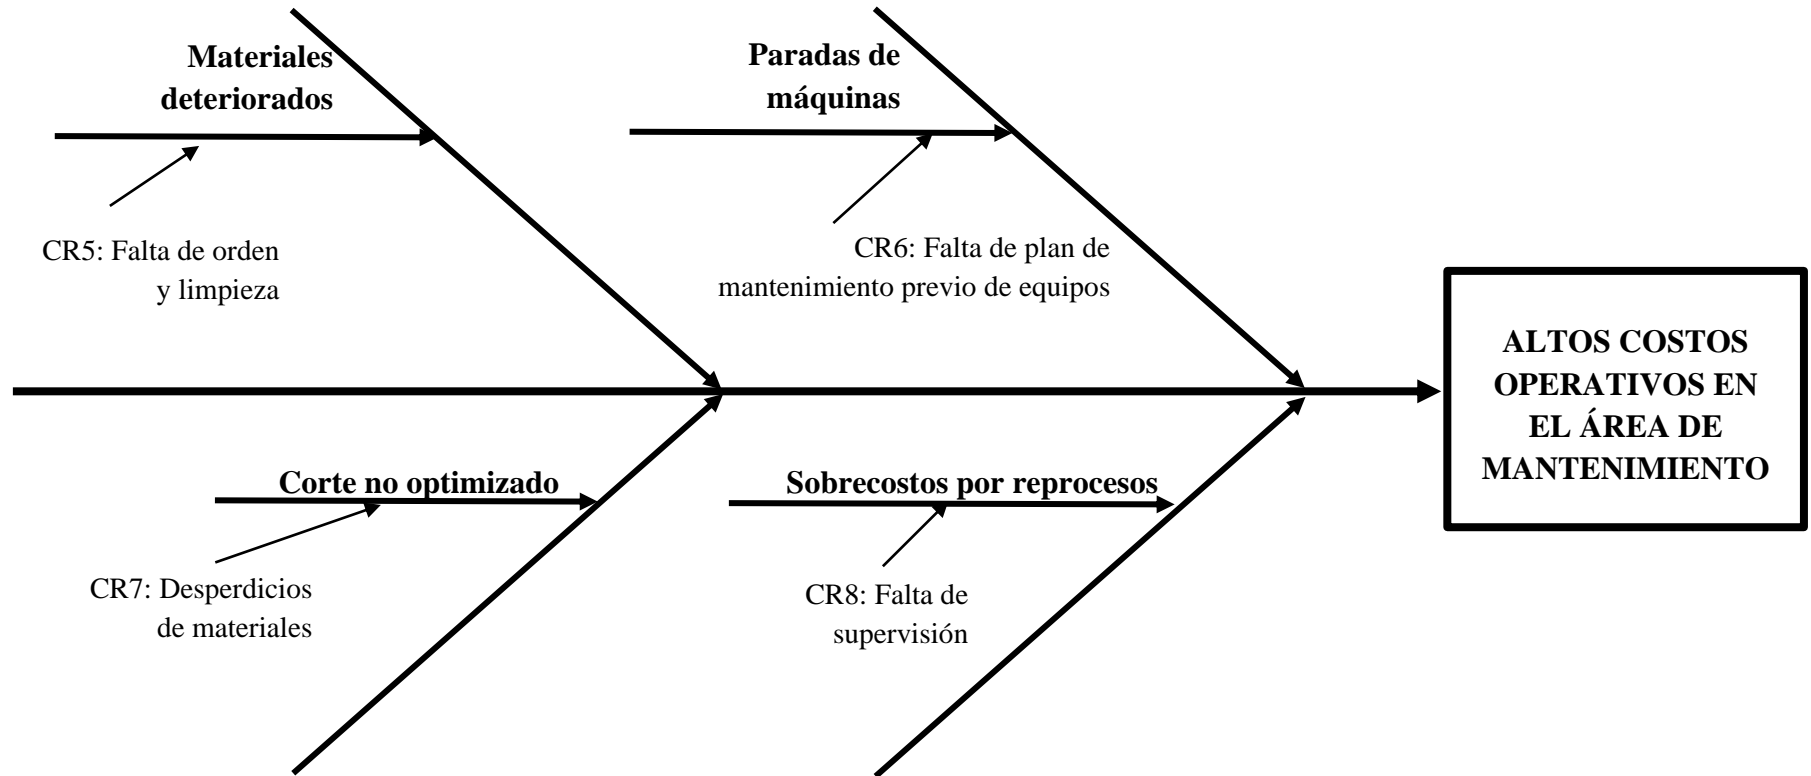 Materiales
deteriorados
Paradas de
máquinas
CR5: Falta de orden
y limpieza
CR6: Falta de plan de
mantenimiento previo de equipos
ALTOS COSTOS
OPERATIVOS EN
EL ÁREA DE
MANTENIMIENTO
Corte no optimizado
Sobrecostos por reprocesos
CR7: Desperdicios
de materiales
CR8: Falta de
supervisión